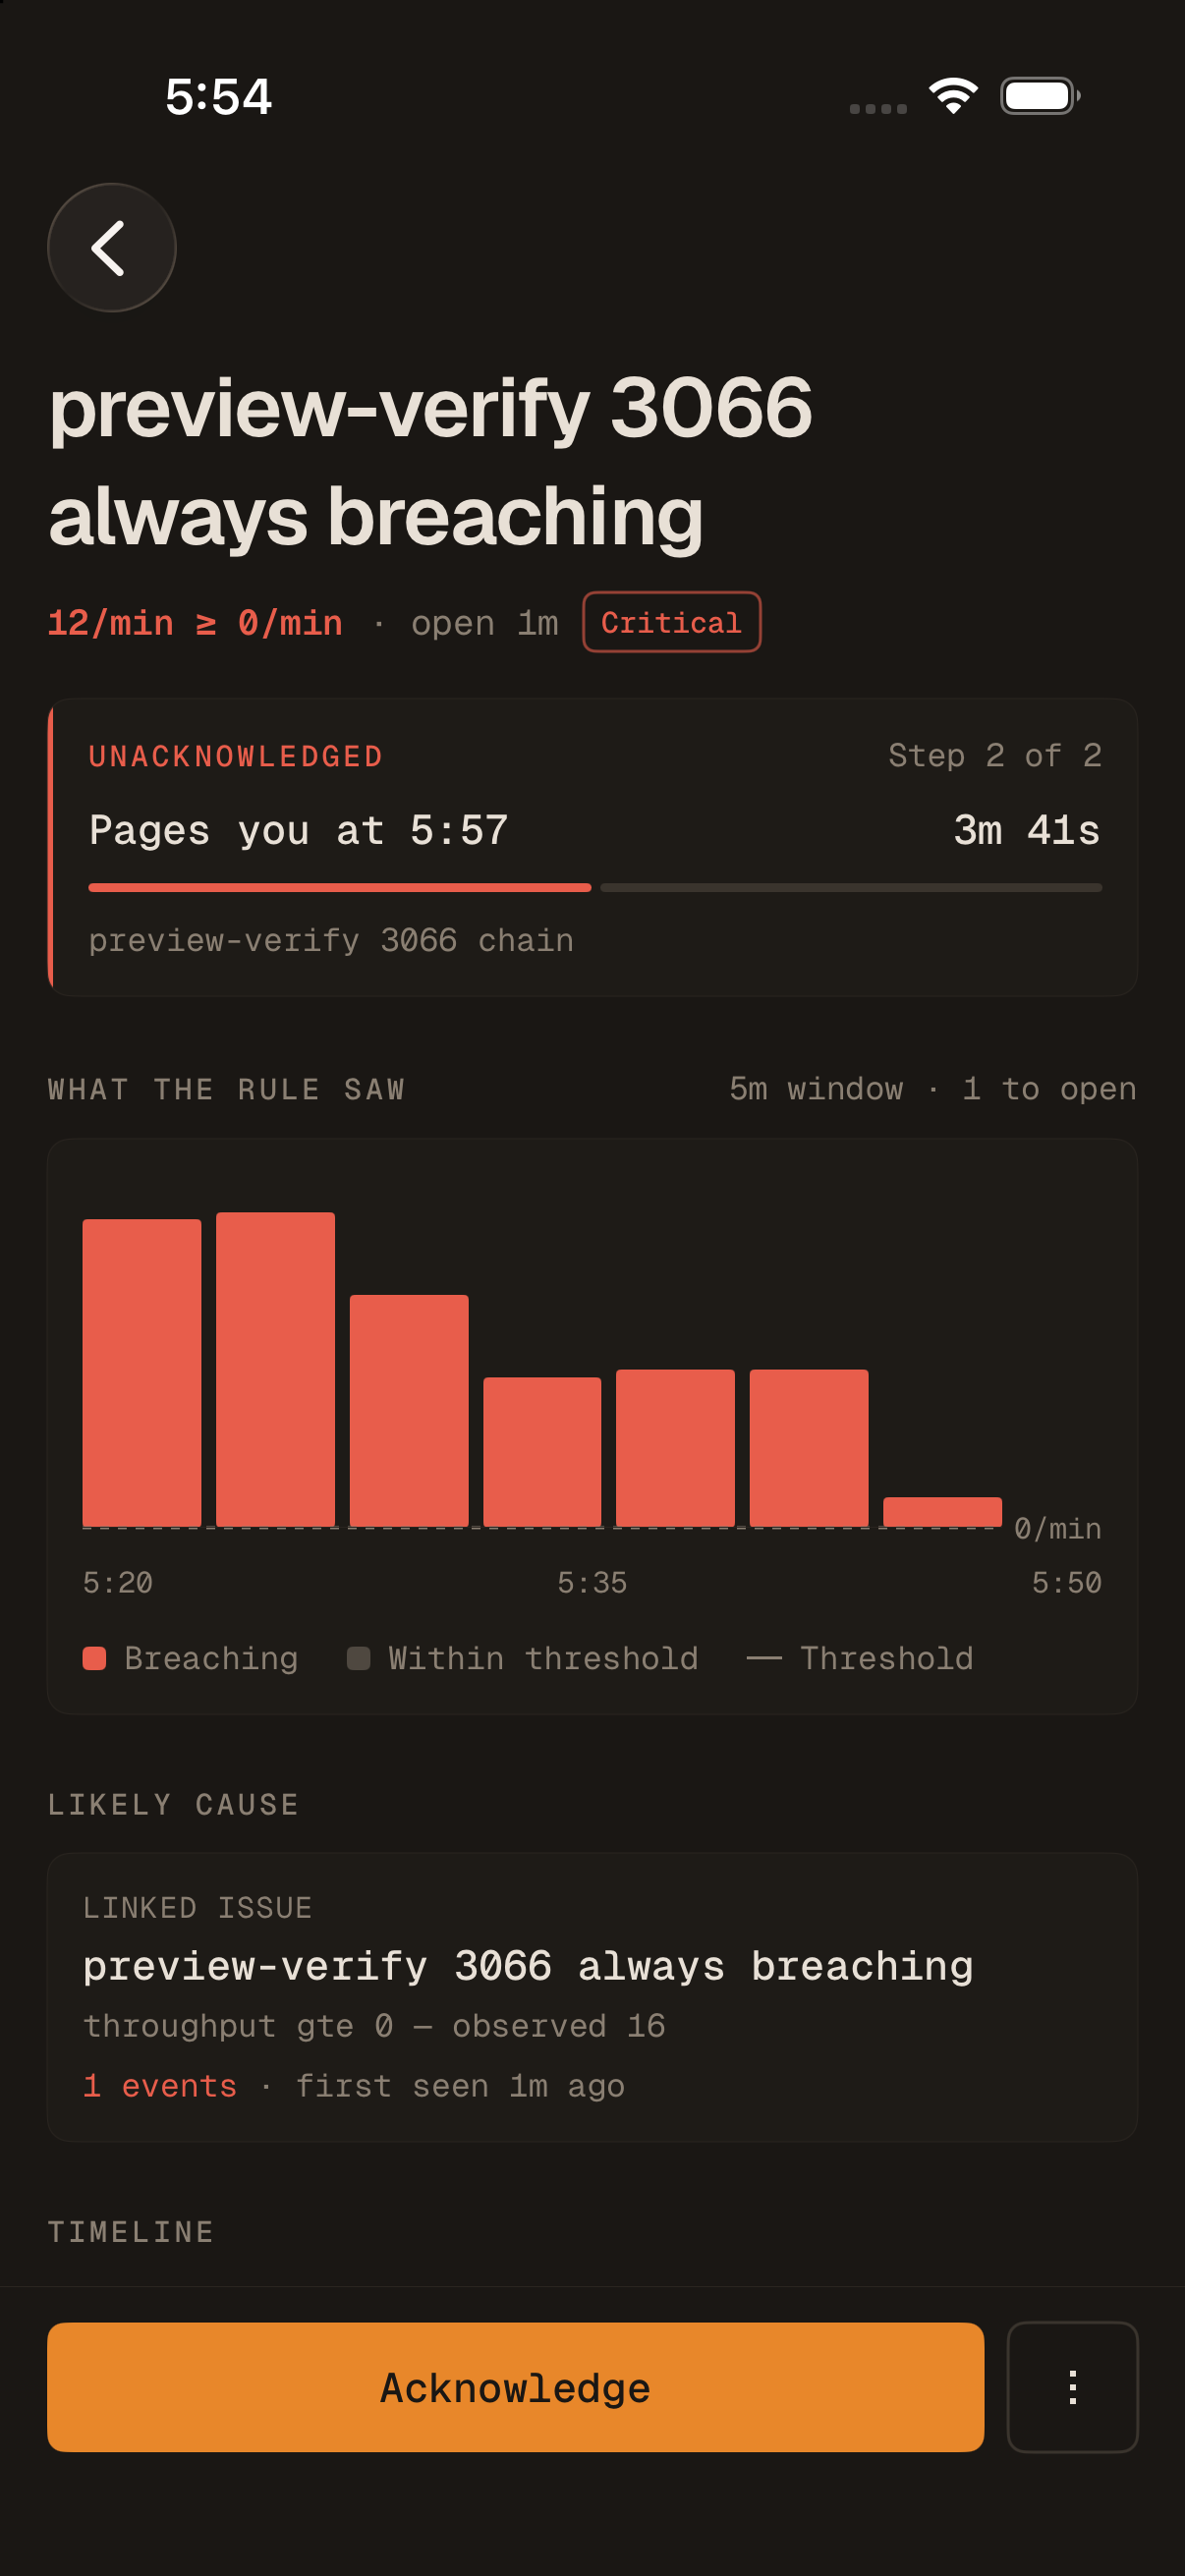 5:54
preview-verify 3066
always breaching
12/min ≥ 0/min · open 1m Critical
UNACKNOWLEDGED Step 2 of 2
Pages you at 5:57 3m 41s
preview-verify 3066 chain
WHAT THE RULE SAW 5m window · 1 to open
0/min
5:20 5:35 5:50
Breaching Within threshold Threshold
LIKELY CAUSE
LINKED ISSUE
preview-verify 3066 always breaching
throughput gte 0 — observed 16
1 events · first seen 1m ago
TIMELINE
Acknowledge